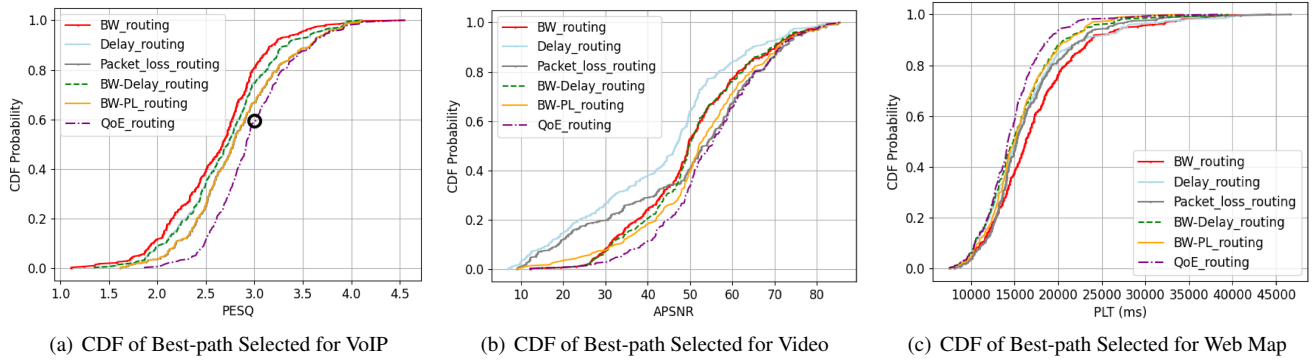 1.0
0.8
0.6
0.4
0.2
0.0
CDF Probability
BW_routing
Delay_routing
Packet_loss_routing
BW-Delay_routing
BW-PL_routing
QoE_routing
1.0 1.5 2.0 2.5 3.0 3.5 4.0 4.5
PESQ
(a) CDF of Best-path Selected for VoIP
1.0
0.8
0.6
0.4
0.2
0.0
CDF Probability
BW_routing
Delay_routing
Packet_loss_routing
BW-Delay_routing
BW-PL_routing
QoE_routing
10 20 30 40 50 60 70 80
APSNR
(b) CDF of Best-path Selected for Video
1.0
0.8
0.6
0.4
0.2
0.0
CDF Probability
BW_routing
Delay_routing
Packet_loss_routing
BW-Delay_routing
BW-PL_routing
QoE_routing
10000 15000 20000 25000 30000 35000 40000 45000
PLT (ms)
(c) CDF of Best-path Selected for Web Map